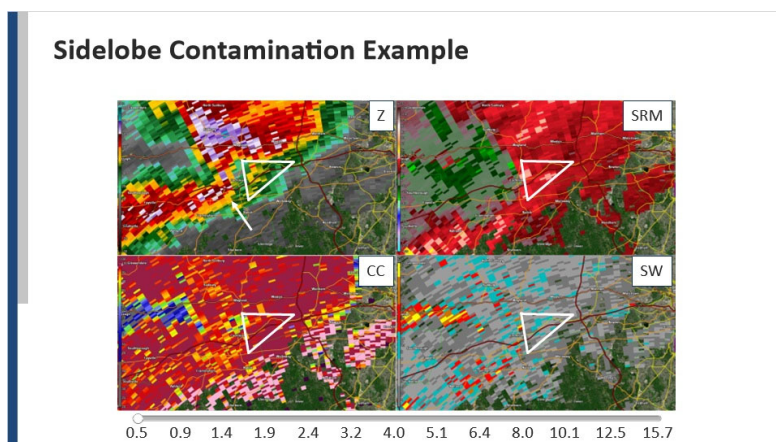 Sidelobe Contamination Example
Z
SRM
CC
SW
0.5 0.9 1.4 1.9 2.4 3.2 4.0 5.1 6.4 8.0 10.1 12.5 15.7